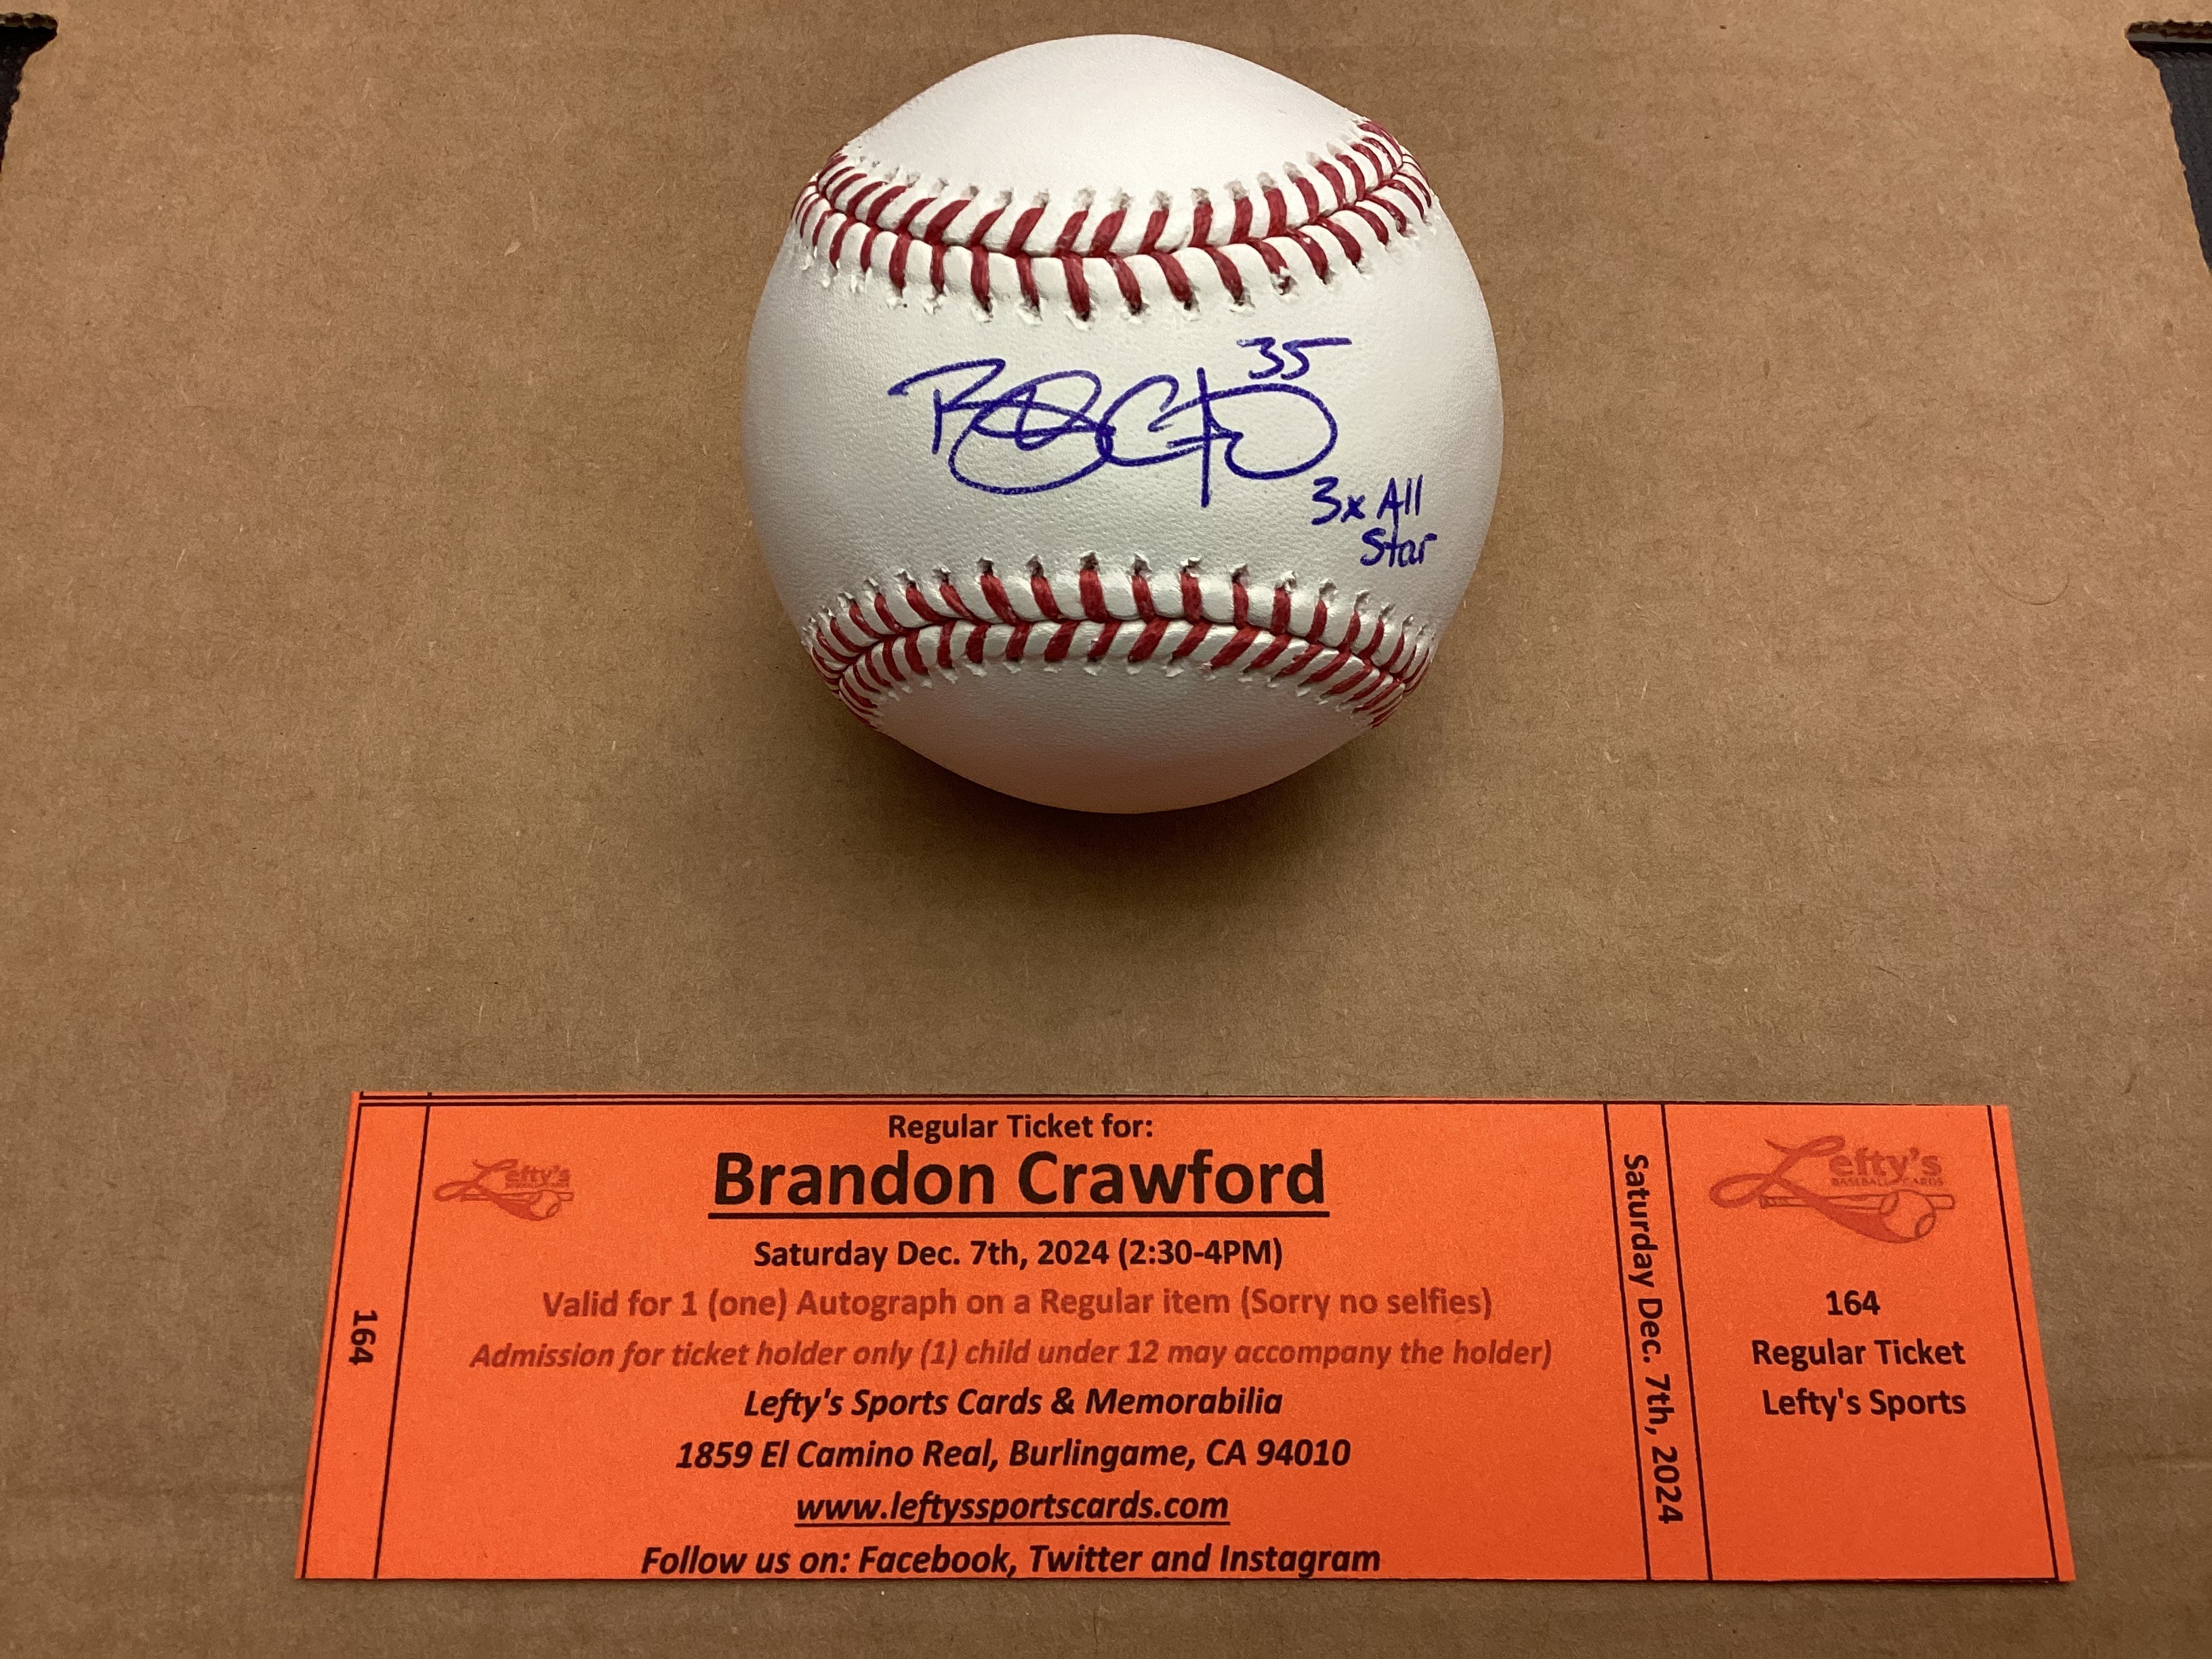 35
3x All
Star
Regular Ticket for:
Brandon Crawford
Saturday Dec. 7th, 2024 (2:30-4PM)
Valid for 1 (one) Autograph on a Regular item (Sorry no selfies)
Admission for ticket holder only (1) child under 12 may accompany the holder)
Lefty's Sports Cards & Memorabilia
1859 El Camino Real, Burlingame, CA 94010
www.leftyssportscards.com
Follow us on: Facebook, Twitter and Instagram
164
Lefty's
BASEBALL CARDS
Saturday Dec. 7th, 2024
Lefty's
BASEBALL CARDS
164
Regular Ticket
Lefty's Sports